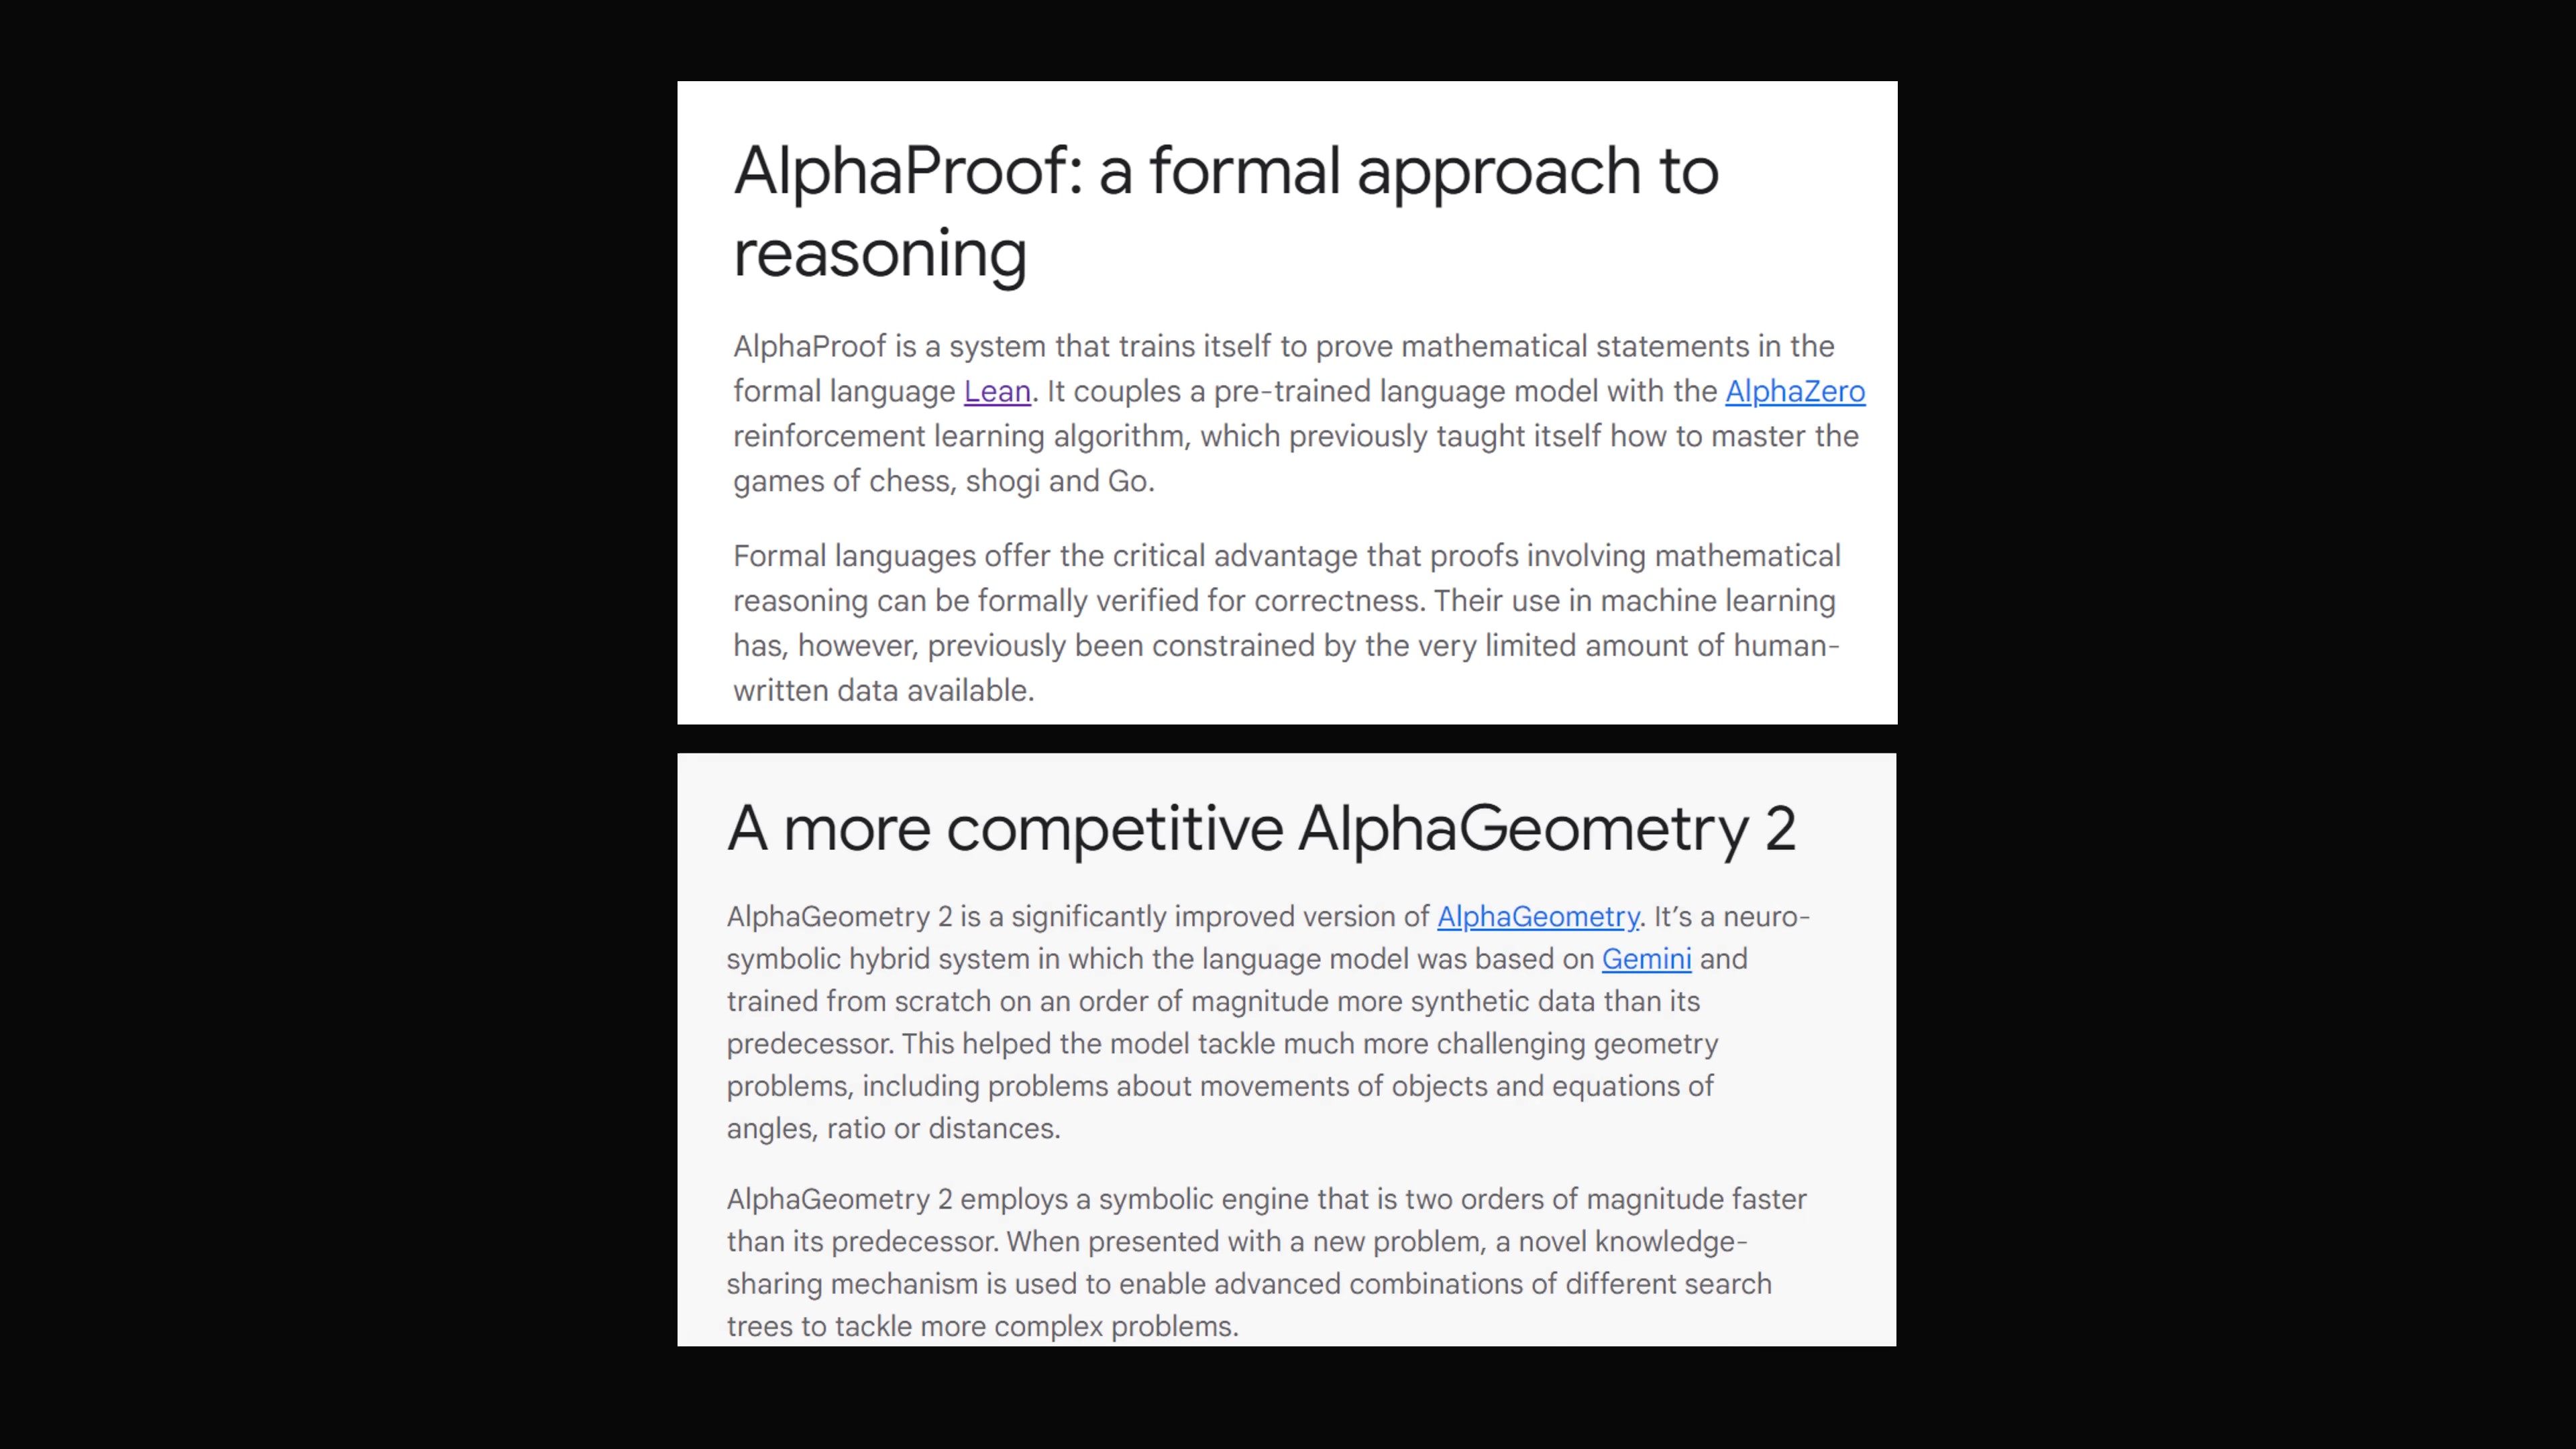 AlphaProof: a formal approach to
reasoning
AlphaProof is a system that trains itself to prove mathematical statements in the
formal language Lean. It couples a pre-trained language model with the AlphaZero
reinforcement learning algorithm, which previously taught itself how to master the
games of chess, shogi and Go.
Formal languages offer the critical advantage that proofs involving mathematical
reasoning can be formally verified for correctness. Their use in machine learning
has, however, previously been constrained by the very limited amount of human-
written data available.
A more competitive AlphaGeometry 2
AlphaGeometry 2 is a significantly improved version of AlphaGeometry. It’s a neuro-
symbolic hybrid system in which the language model was based on Gemini and
trained from scratch on an order of magnitude more synthetic data than its
predecessor. This helped the model tackle much more challenging geometry
problems, including problems about movements of objects and equations of
angles, ratio or distances.
AlphaGeometry 2 employs a symbolic engine that is two orders of magnitude faster
than its predecessor. When presented with a new problem, a novel knowledge-
sharing mechanism is used to enable advanced combinations of different search
trees to tackle more complex problems.